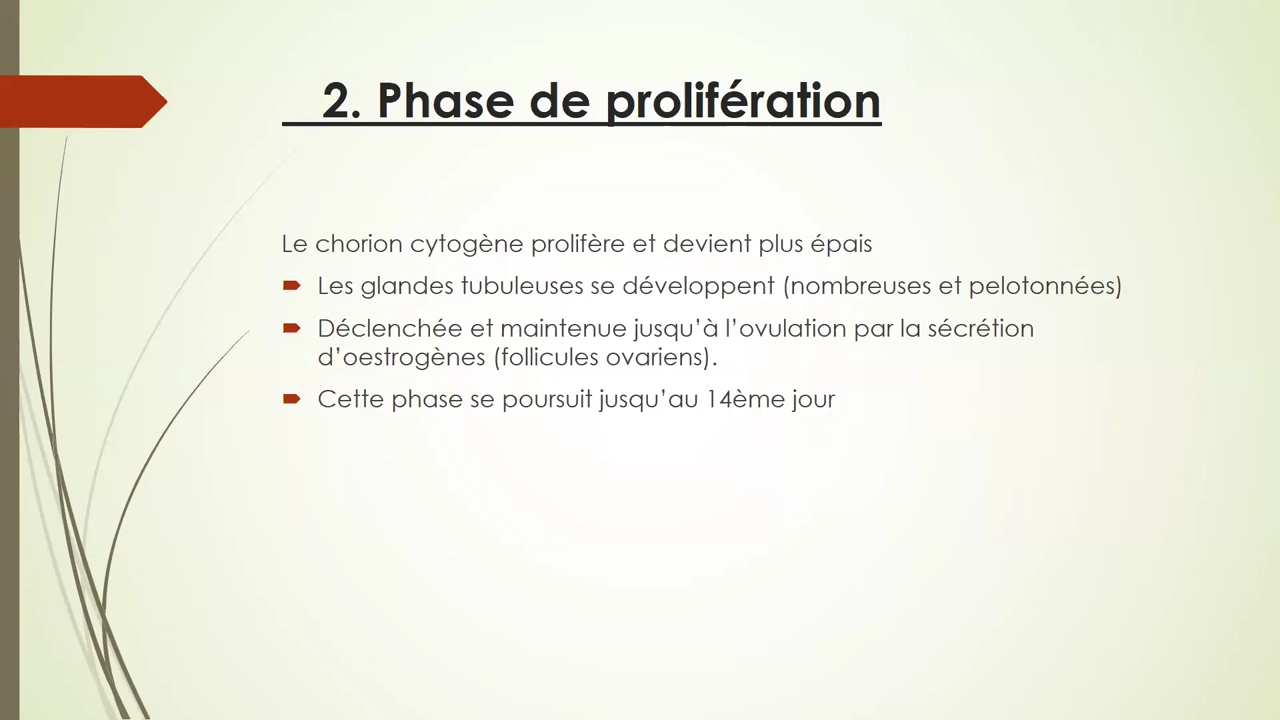 2. Phase de prolifération
Le chorion cytogène prolifère et devient plus épais
Les glandes tubuleuses se développent (nombreuses et pelotonnées)
Déclenchée et maintenue jusqu’à l’ovulation par la sécrétion
d’oestrogènes (follicules ovariens).
Cette phase se poursuit jusqu’au 14ème jour